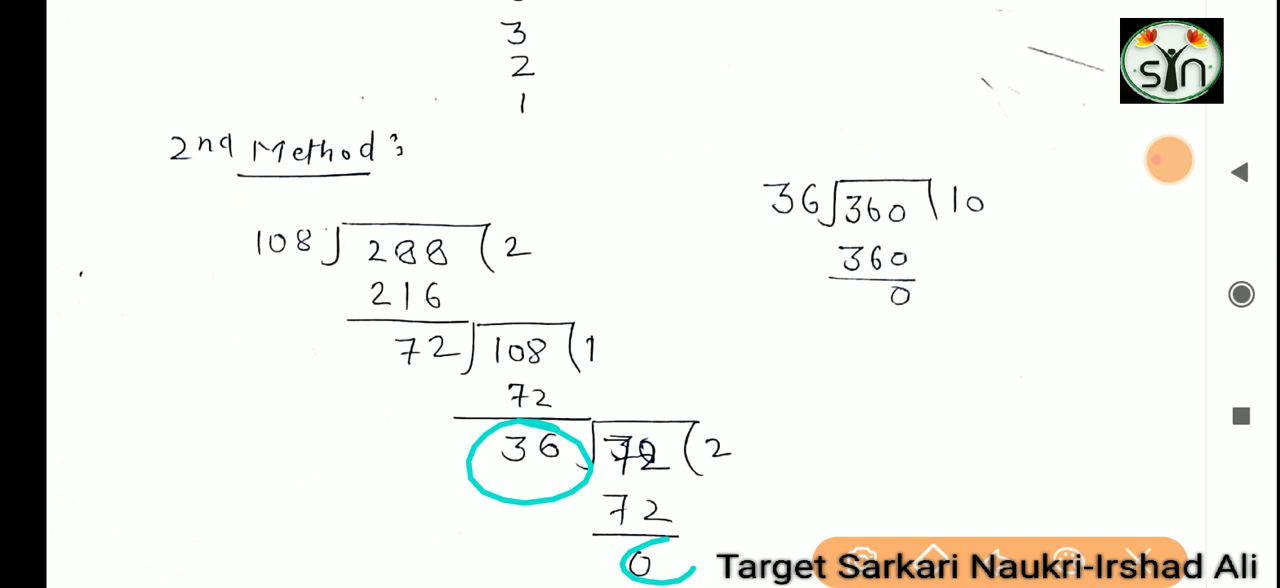 3
2
1
SYN
2nd Method:
36 360 10
360
0
108 288 2
216
72 108 1
72
36 72 2
72
0
Target Sarkari Naukri-Irshad Ali